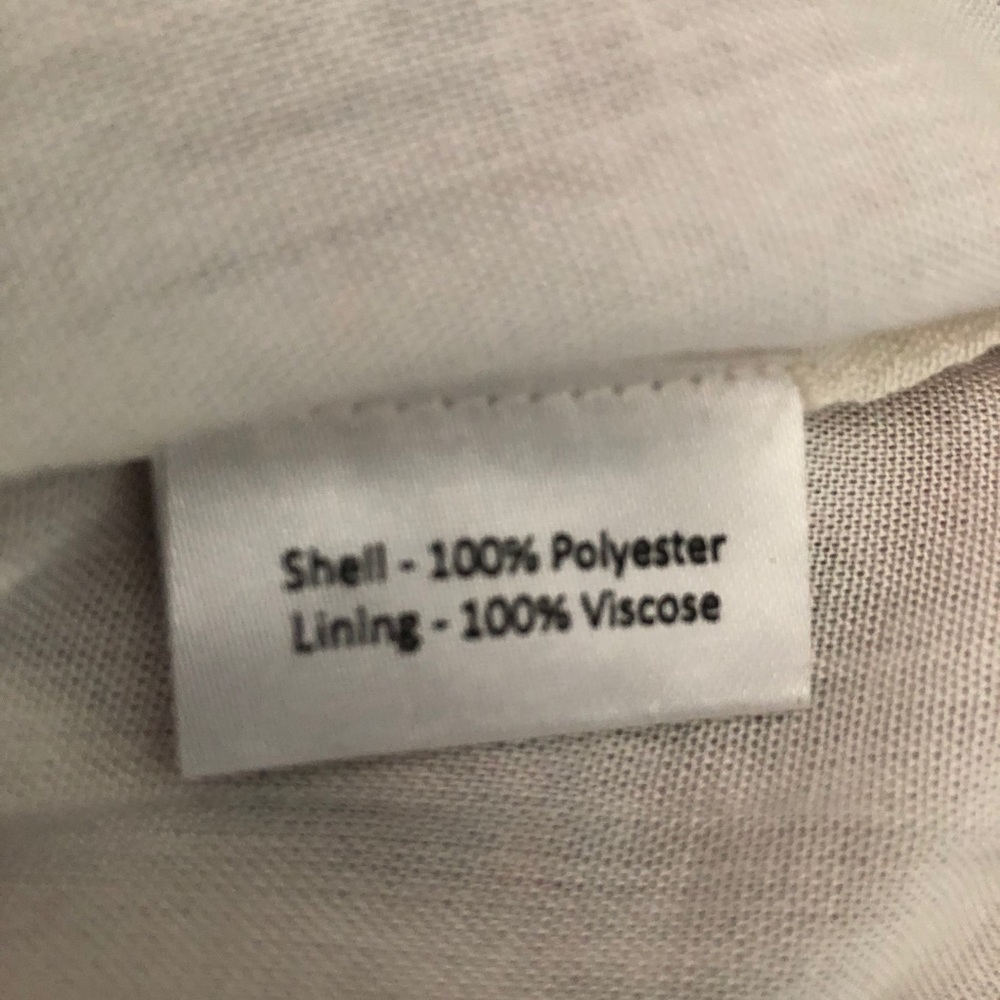 Shell - 100% Polyester
Lining - 100% Viscose